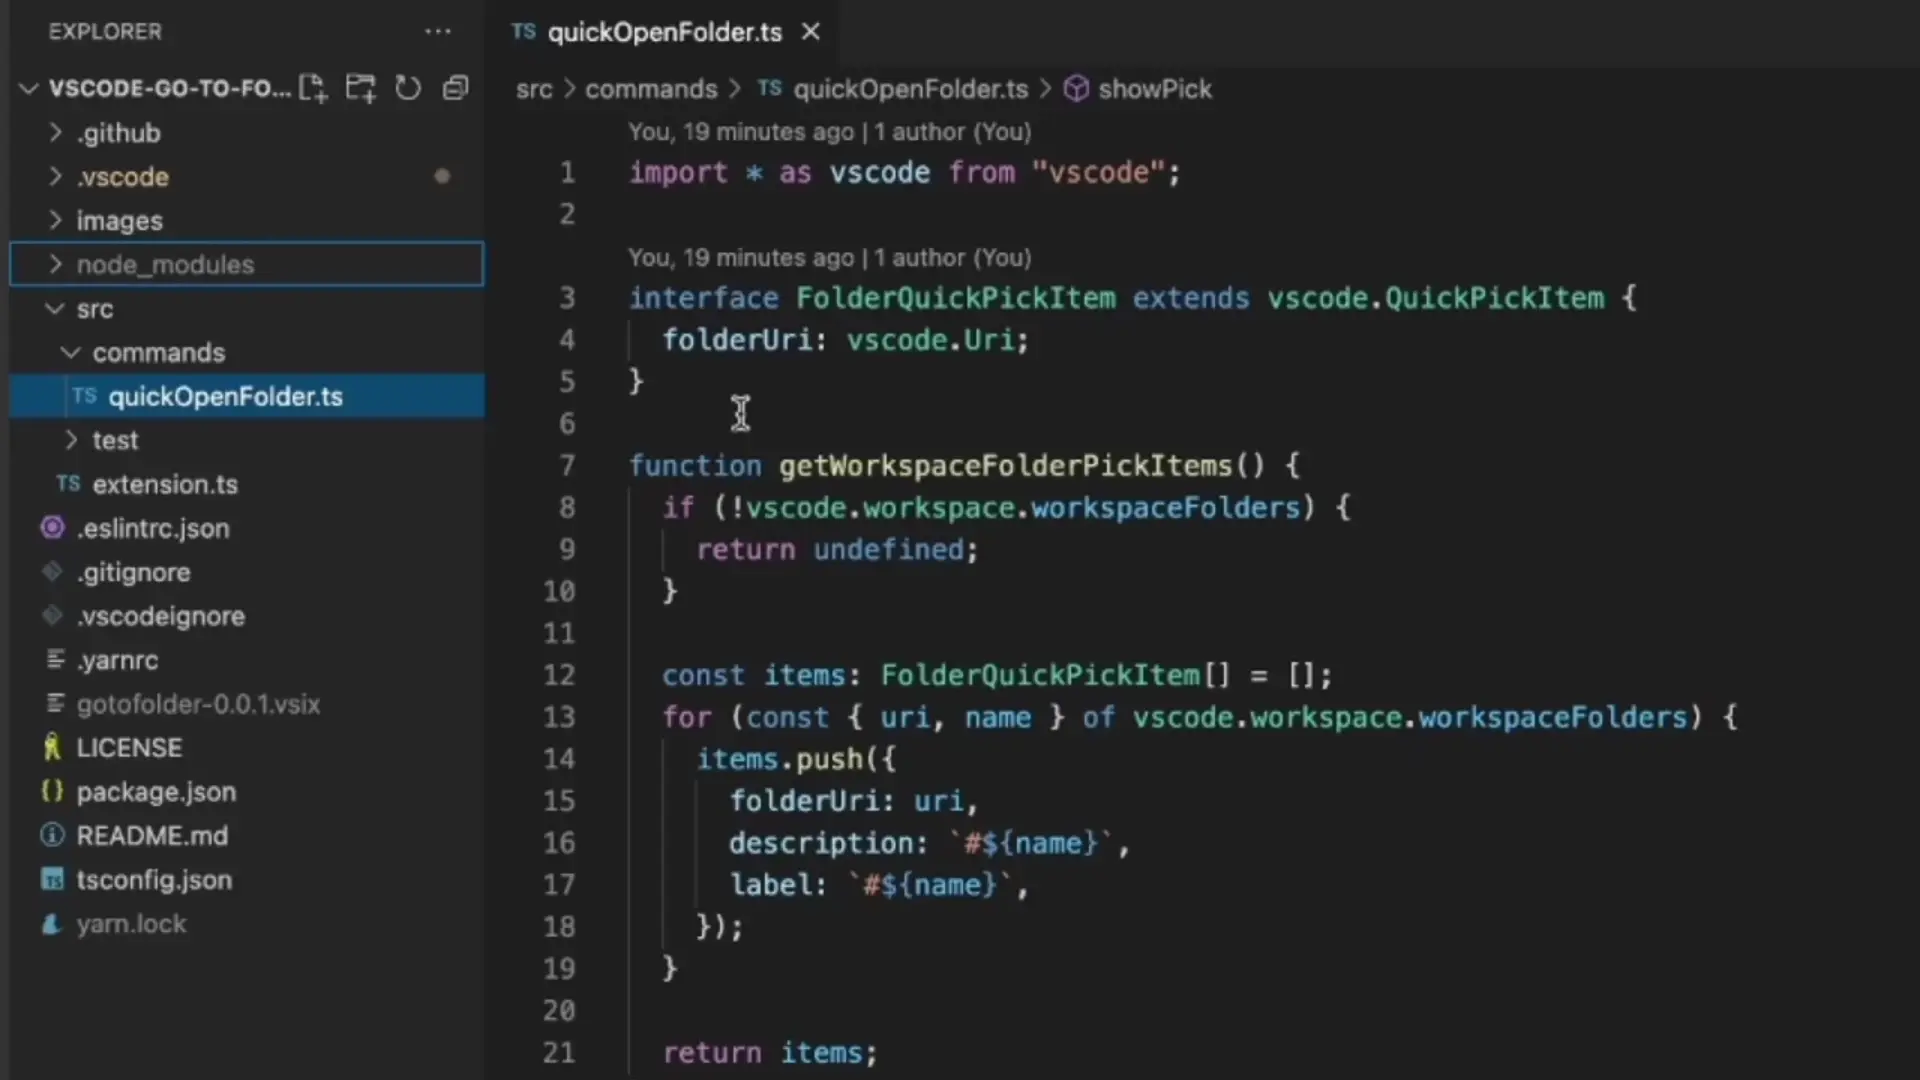 EXPLORER
VSCODE-GO-TO-FO...
.github
.vscode
images
node_modules
src
commands
TS quickOpenFolder.ts
test
TS extension.ts
.eslintrc.json
.gitignore
.vscodeignore
.yarnrc
gotofolder-0.0.1.vsix
LICENSE
{} package.json
README.md
TS tsconfig.json
yarn.lock
TS quickOpenFolder.ts
src > commands > TS quickOpenFolder.ts > showPick
You, 19 minutes ago | 1 author (You)
1 import * as vscode from "vscode";
2
You, 19 minutes ago | 1 author (You)
3 interface FolderQuickPickItem extends vscode.QuickPickItem {
4 folderUri: vscode.Uri;
5 }
6
7 function getWorkspaceFolderPickItems() {
8 if (!vscode.workspace.workspaceFolders) {
9 return undefined;
10 }
11
12 const items: FolderQuickPickItem[] = [];
13 for (const { uri, name } of vscode.workspace.workspaceFolders) {
14 items.push({
15 folderUri: uri,
16 description: `#${name}`,
17 label: `#${name}`,
18 });
19 }
20
21 return items;